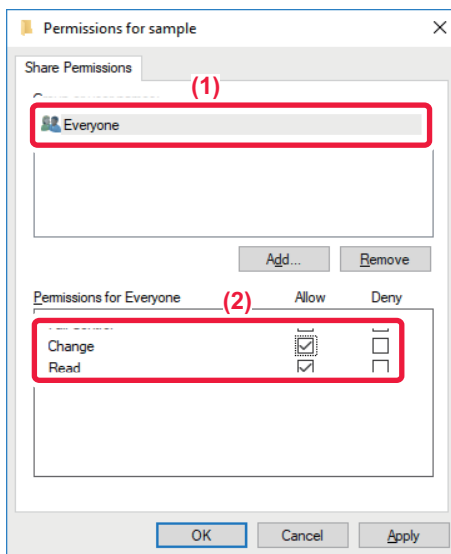 Permissions for sample
Share Permissions
(1)
Everyone
Add... Remove
Permissions for Everyone (2) Allow Deny
Change
Read
OK Cancel Apply